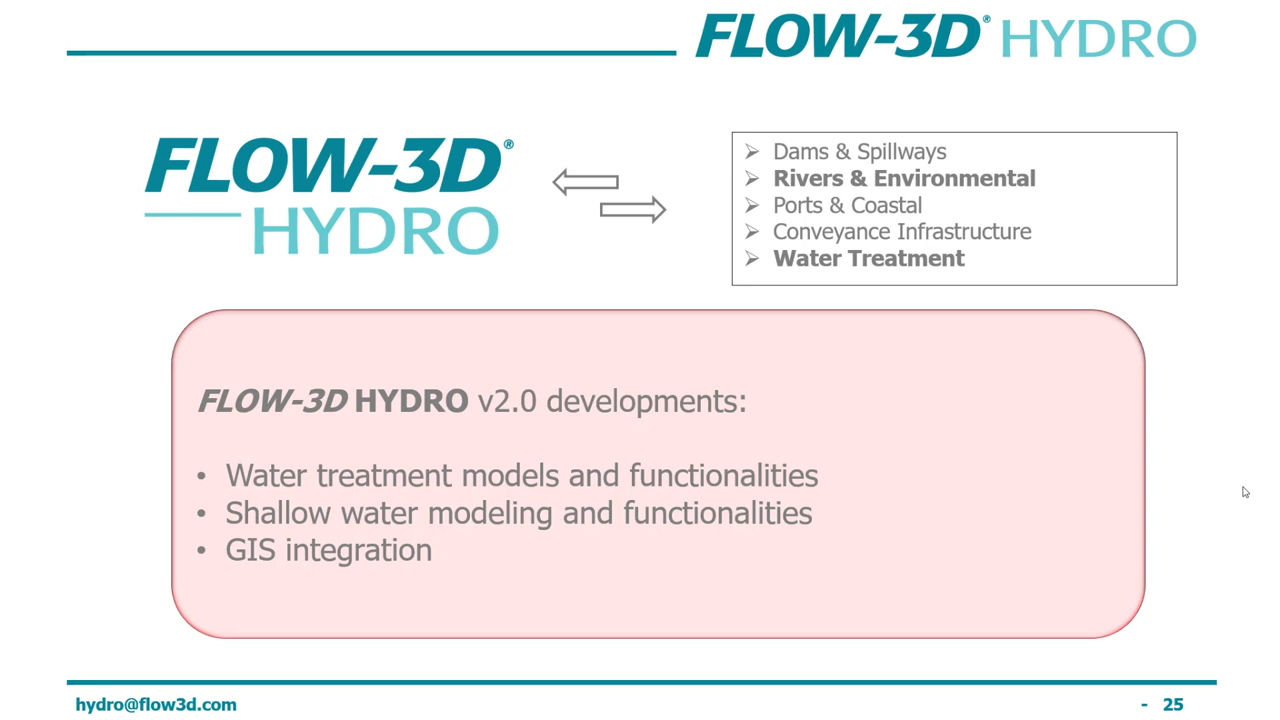 FLOW-3D® HYDRO
FLOW-3D®
HYDRO
➢ Dams & Spillways
➢ Rivers & Environmental
➢ Ports & Coastal
➢ Conveyance Infrastructure
➢ Water Treatment
FLOW-3D HYDRO v2.0 developments:
• Water treatment models and functionalities
• Shallow water modeling and functionalities
• GIS integration
hydro@flow3d.com
- 25